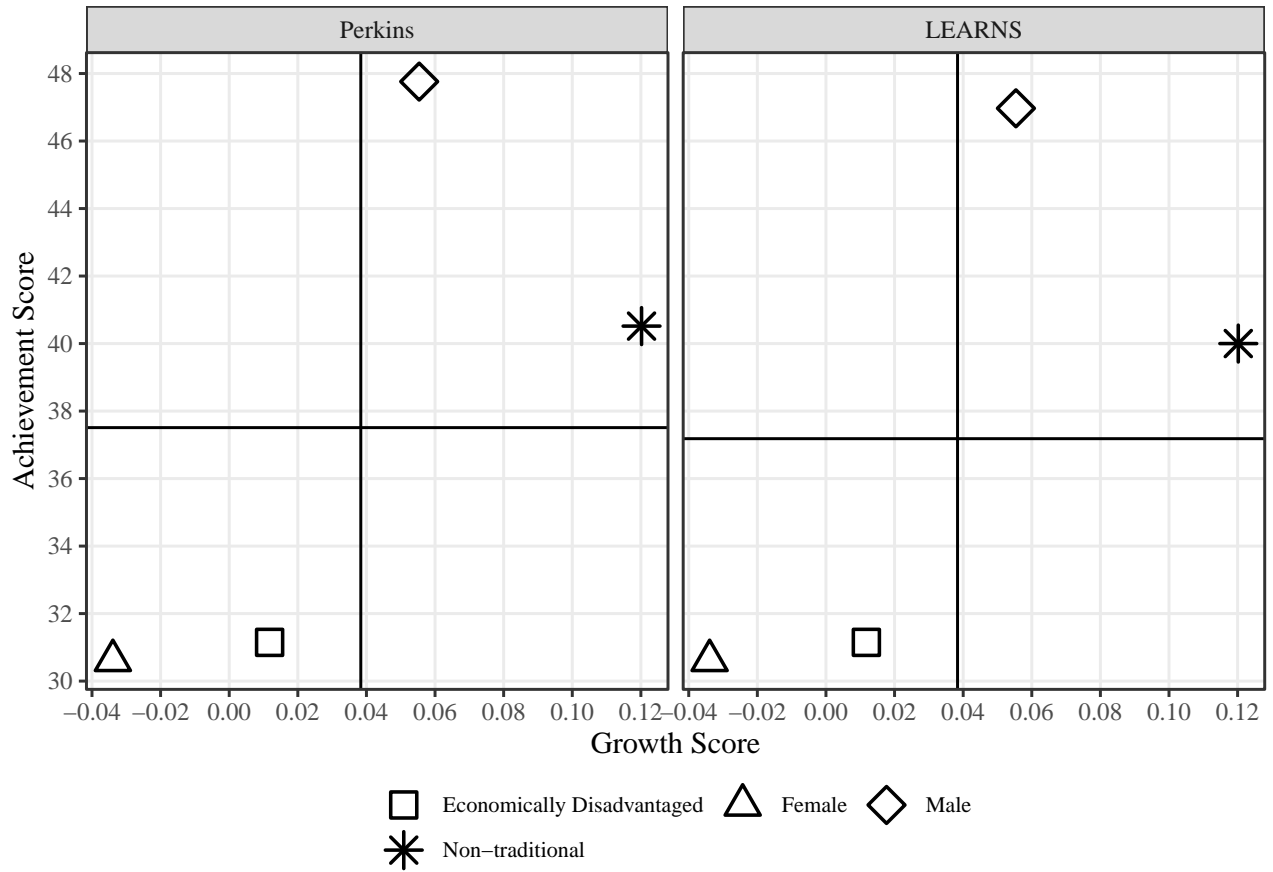 Perkins
LEARNS
Achievement Score
48
46
44
42
40
38
36
34
32
30
−0.04 −0.02 0.00 0.02 0.04 0.06 0.08 0.10 0.12
−0.04 −0.02 0.00 0.02 0.04 0.06 0.08 0.10 0.12
Growth Score
Economically Disadvantaged Female Male
Non−traditional